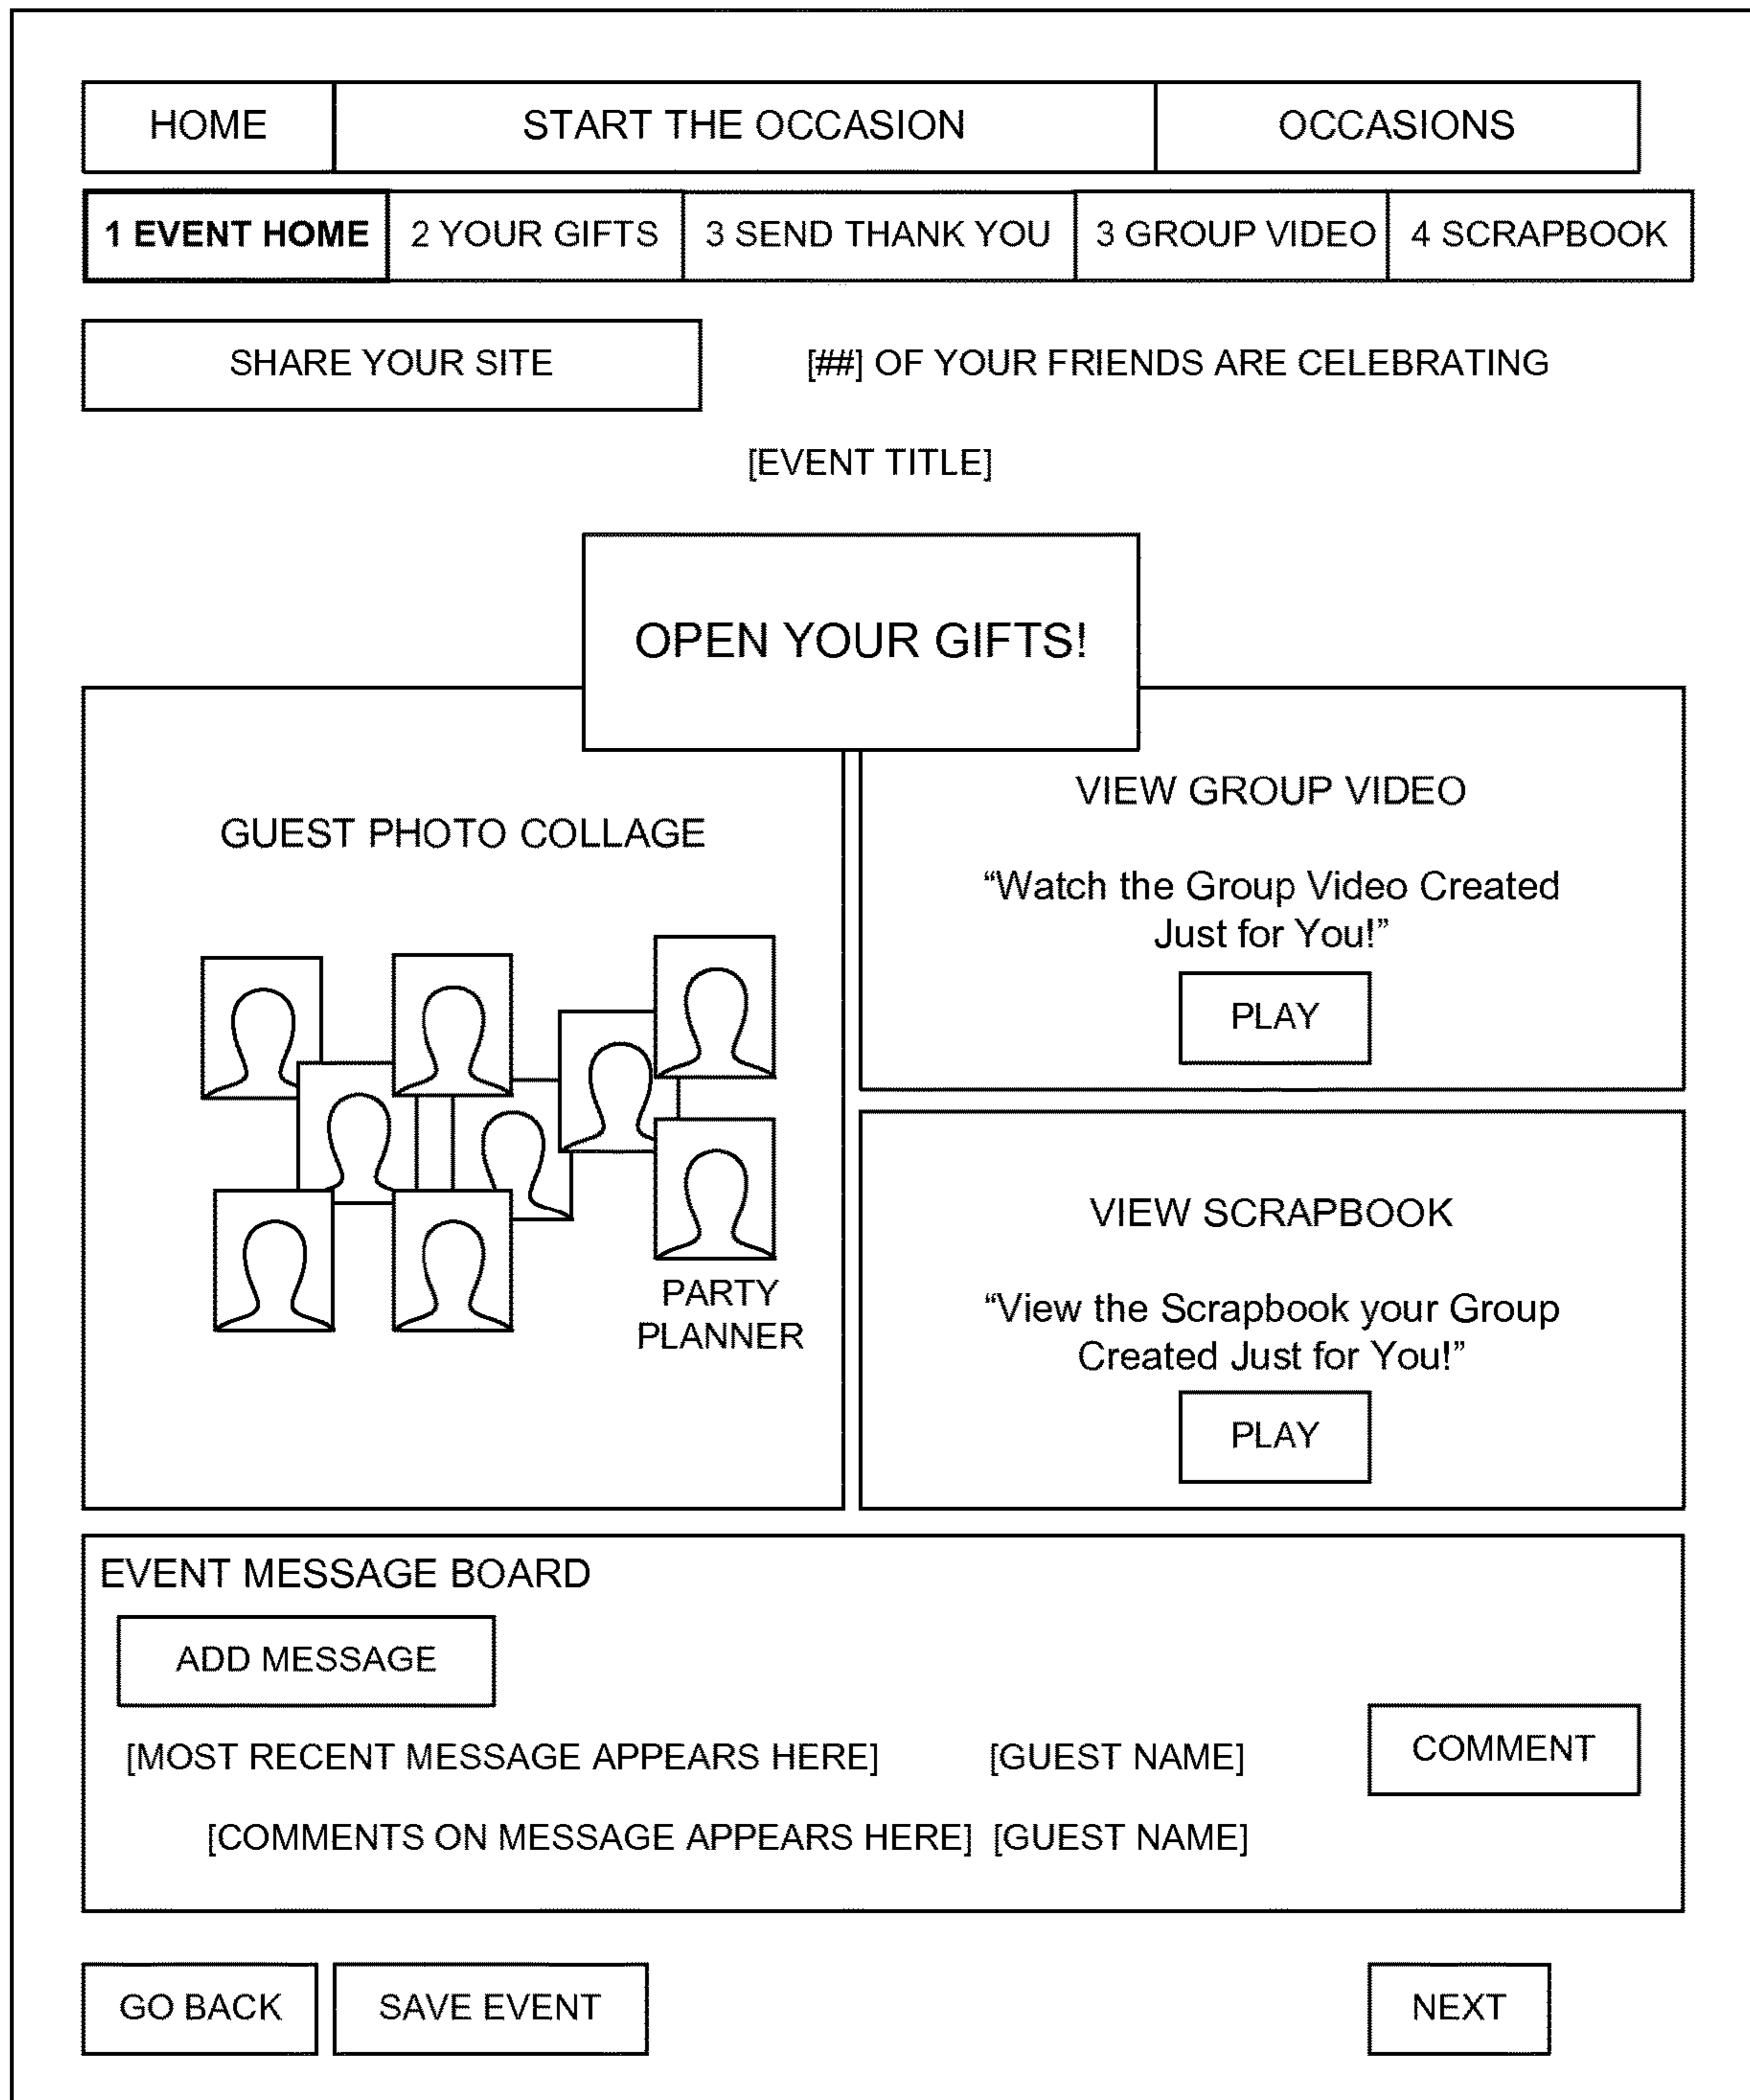 HOME START THE OCCASION OCCASIONS
1 EVENT HOME 2 YOUR GIFTS 3 SEND THANK YOU 3 GROUP VIDEO 4 SCRAPBOOK
SHARE YOUR SITE [##] OF YOUR FRIENDS ARE CELEBRATING
[EVENT TITLE]
OPEN YOUR GIFTS!
GUEST PHOTO COLLAGE
PARTY
PLANNER
VIEW GROUP VIDEO
“Watch the Group Video Created
Just for You!”
PLAY
VIEW SCRAPBOOK
“View the Scrapbook your Group
Created Just for You!”
PLAY
EVENT MESSAGE BOARD
ADD MESSAGE
[MOST RECENT MESSAGE APPEARS HERE] [GUEST NAME] COMMENT
[COMMENTS ON MESSAGE APPEARS HERE] [GUEST NAME]
GO BACK SAVE EVENT NEXT